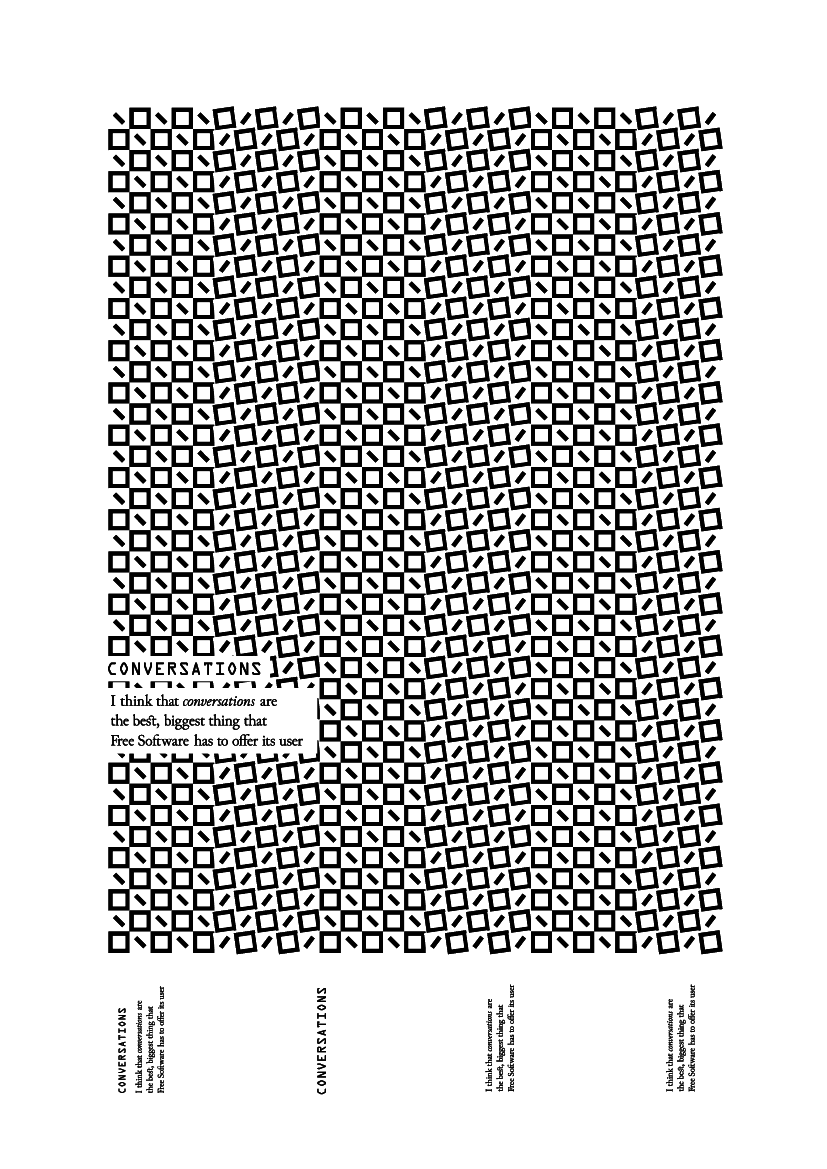 CONVERSATIONS
I think that conversations are
the best, biggest thing that
Free Software has to offer its user
CONVERSATIONS
I think that conversations are
the best, biggest thing that
Free Software has to offer its user
CONVERSATIONS
I think that conversations are
the best, biggest thing that
Free Software has to offer its user
I think that conversations are
the best, biggest thing that
Free Software has to offer its user